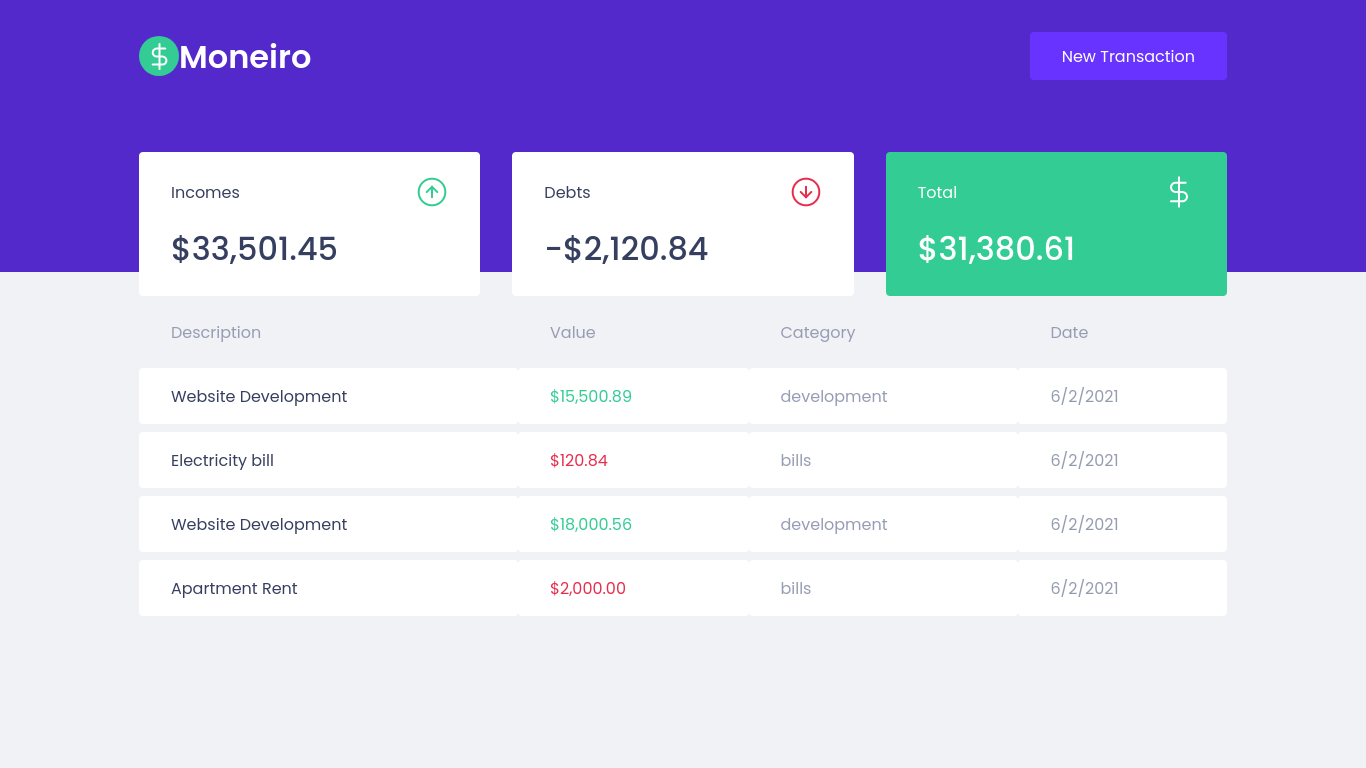 Moneiro New Transaction
Incomes Debts Total
$33,501.45 -$2,120.84 $31,380.61
Description Value Category Date
Website Development $15,500.89 development 6/2/2021
Electricity bill $120.84 bills 6/2/2021
Website Development $18,000.56 development 6/2/2021
Apartment Rent $2,000.00 bills 6/2/2021